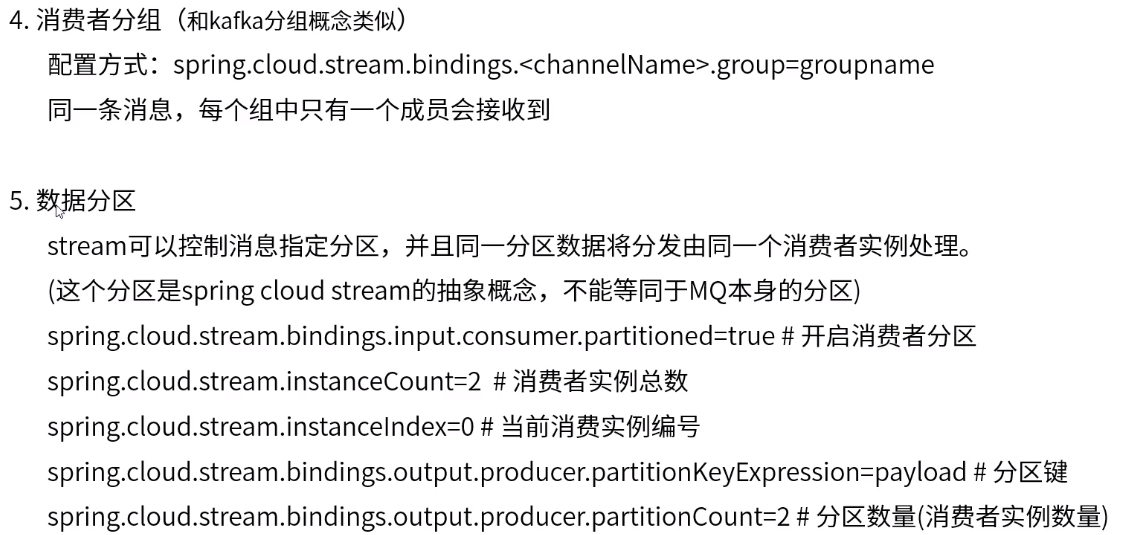 4. 消费者分组（和kafka分组概念类似）
配置方式：spring.cloud.stream.bindings.<channelName>.group=groupname
同一条消息，每个组中只有一个成员会接收到
5. 数据分区
stream可以控制消息指定分区，并且同一分区数据将分发由同一个消费者实例处理。
(这个分区是spring cloud stream的抽象概念，不能等同于MQ本身的分区)
spring.cloud.stream.bindings.input.consumer.partitioned=true # 开启消费者分区
spring.cloud.stream.instanceCount=2 # 消费者实例总数
spring.cloud.stream.instanceIndex=0 # 当前消费实例编号
spring.cloud.stream.bindings.output.producer.partitionKeyExpression=payload # 分区键
spring.cloud.stream.bindings.output.producer.partitionCount=2 # 分区数量(消费者实例数量)